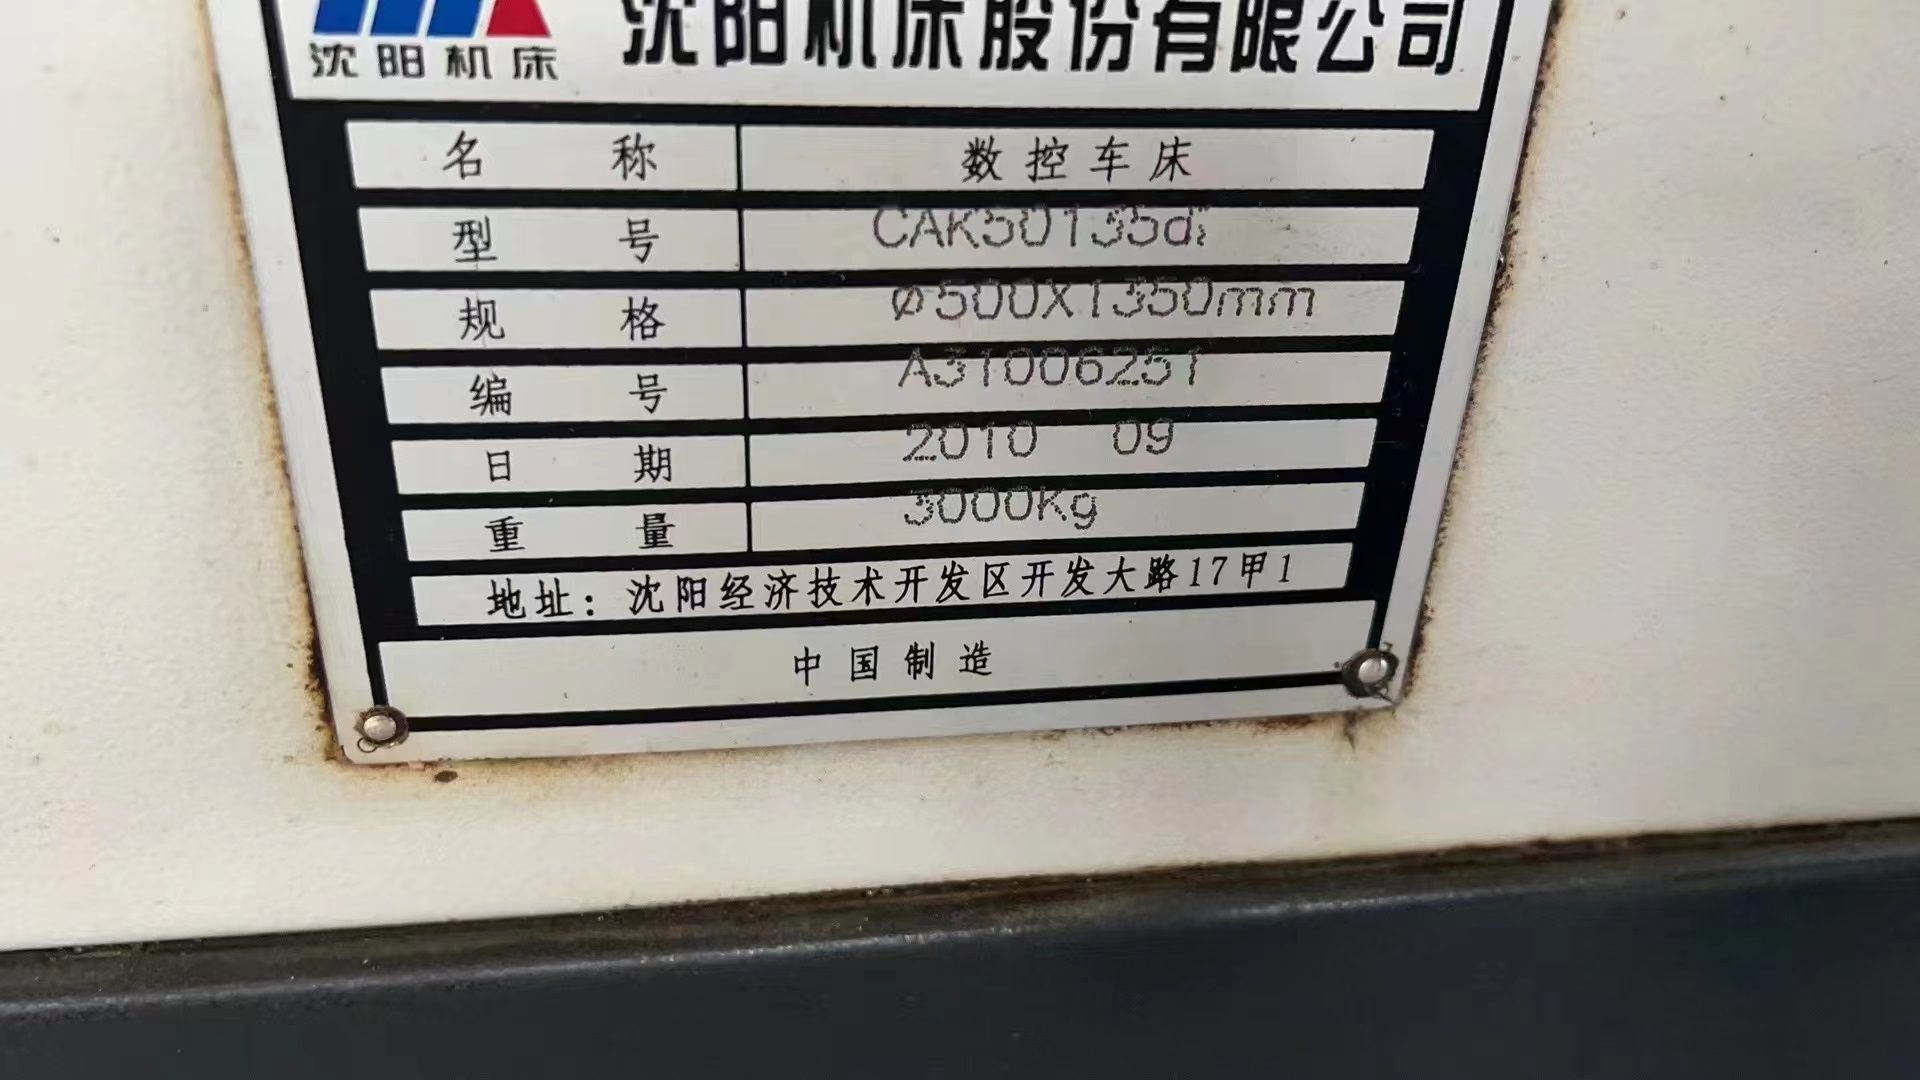 沈阳机床 沈阳机床股份有限公司
名 称 数控车床
型 号 CAK50135di
规 格 ø500X1350mm
编 号 A31006251
日 期 2010 09
重 量 3000Kg
地址：沈阳经济技术开发区开发大路17甲1
中国制造